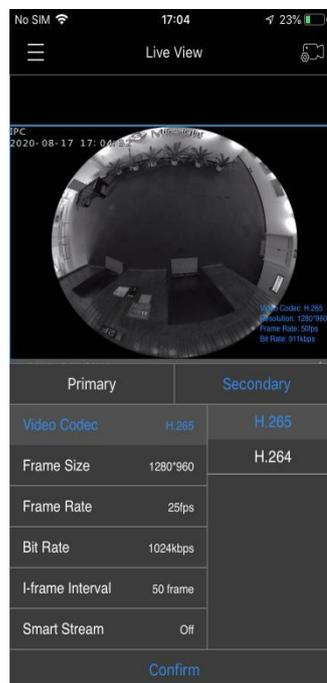 No SIM 17:04 23%
Live View
IPC
2020-08-17 17:04:52
Video Codec: H.265
Resolution: 1280*960
Frame Rate: 50fps
Bit Rate: 911kbps
Primary Secondary
Video Codec H.265 H.265
Frame Size 1280*960 H.264
Frame Rate 25fps
Bit Rate 1024kbps
I-frame Interval 50 frame
Smart Stream Off
Confirm